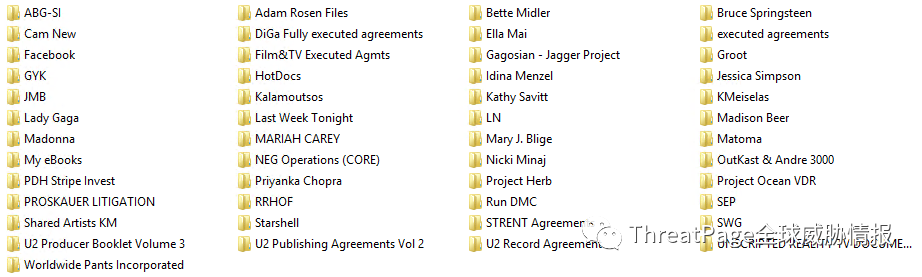 ABG-SI Adam Rosen Files Bette Midler Bruce Springsteen
Cam New DiGa Fully executed agreements Ella Mai executed agreements
Facebook Film&TV Executed Agmts Gagosian - Jagger Project Groot
GYK HotDocs Idina Menzel Jessica Simpson
JMB Kalamoutsos Kathy Savitt KMeiselas
Lady Gaga Last Week Tonight LN Madison Beer
Madonna MARIAH CAREY Mary J. Blige Matoma
My eBooks NEG Operations (CORE) Nicki Minaj OutKast & Andre 3000
PDH Stripe Invest Priyanka Chopra Project Herb Project Ocean VDR
PROSKAUER LITIGATION RRHOF Run DMC SEP
Shared Artists KM Starshell STRENT Agreements SWG
U2 Producer Booklet Volume 3 U2 Publishing Agreements Vol 2 U2 Record Agreements UNSCRIPTED REALITY TV DOCUME...
ThreatPage全球威胁情报
Worldwide Pants Incorporated